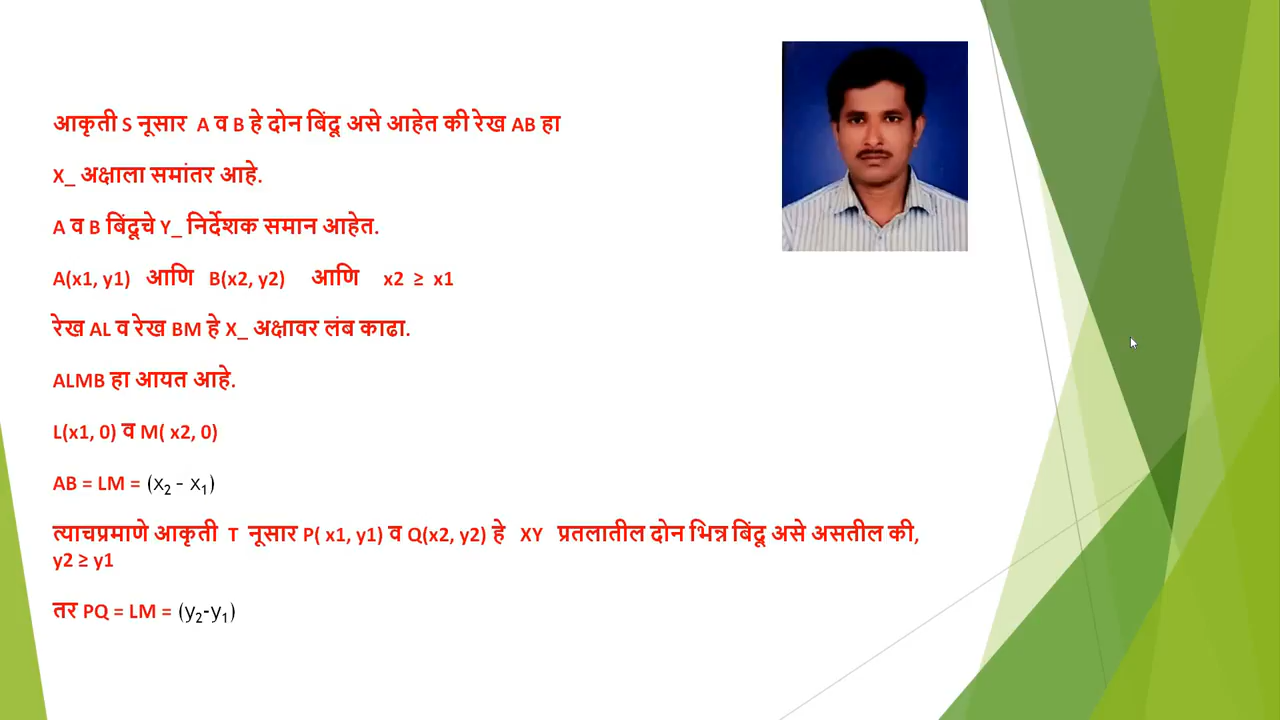 आकृती S नूसार A व B हे दोन बिंदू असे आहेत की रेख AB हा
X_ अक्षाला समांतर आहे.
A व B बिंदूचे Y_ निर्देशक समान आहेत.
A(x1, y1) आणि B(x2, y2) आणि x2 ≥ x1
रेख AL व रेख BM हे X_ अक्षावर लंब काढा.
ALMB हा आयत आहे.
L(x1, 0) व M( x2, 0)
AB = LM = (x₂ - x₁)
त्याचप्रमाणे आकृती T नूसार P( x1, y1) व Q(x2, y2) हे XY प्रतलातील दोन भिन्न बिंदू असे असतील की,
y2 ≥ y1
तर PQ = LM = (y₂-y₁)